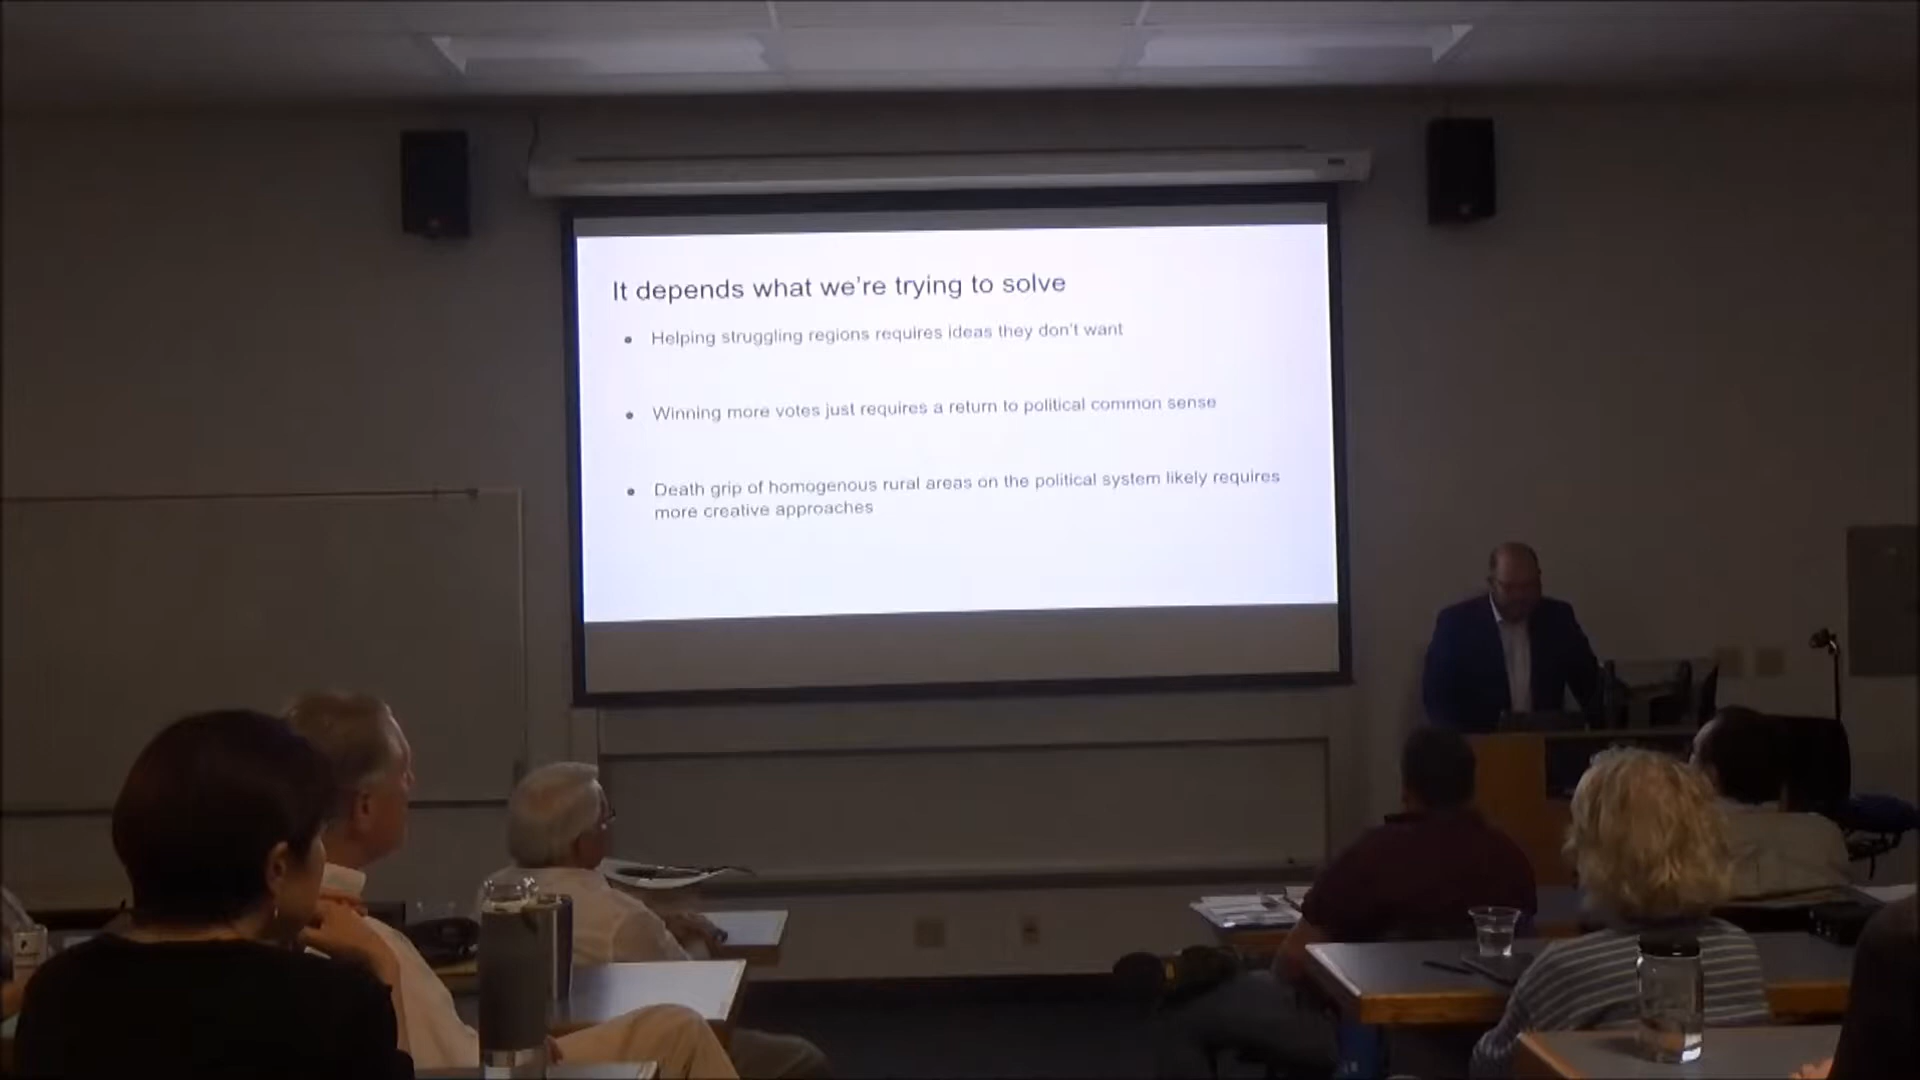 It depends what we're trying to solve
● Helping struggling regions requires ideas they don't want
● Winning more votes just requires a return to political common sense
● Death grip of homogenous rural areas on the political system likely requires
more creative approaches